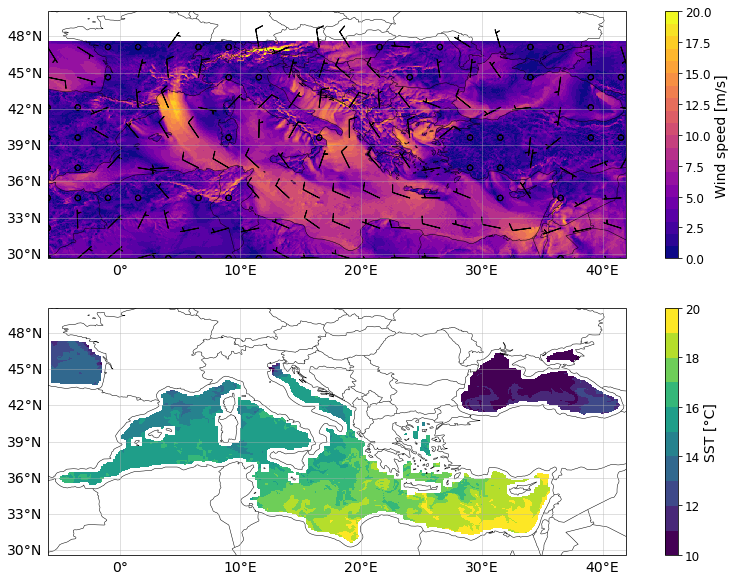 48°N
45°N
42°N
39°N
36°N
33°N
30°N
0°
10°E
20°E
30°E
40°E
20.0
17.5
15.0
12.5
10.0
7.5
5.0
2.5
0.0
Wind speed [m/s]
48°N
45°N
42°N
39°N
36°N
33°N
30°N
0°
10°E
20°E
30°E
40°E
20
18
16
14
12
10
SST [°C]